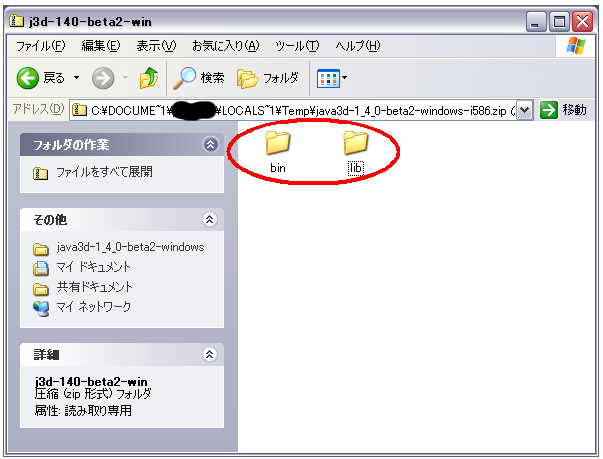 j3d-140-beta2-win
ファイル(F) 編集(E) 表示(V) お気に入り(A) ツール(T) ヘルプ(H)
戻る 検索 フォルダ
アドレス(D) C:¥DOCUME~1¥ ¥LOCALS~1¥Temp¥java3d-1_4_0-beta2-windows-i586.zip 移動
フォルダの作業
ファイルをすべて展開
bin lib
その他
java3d-1_4_0-beta2-windows
マイ ドキュメント
共有ドキュメント
マイ ネットワーク
詳細
j3d-140-beta2-win
圧縮 (zip 形式) フォルダ
属性: 読み取り専用